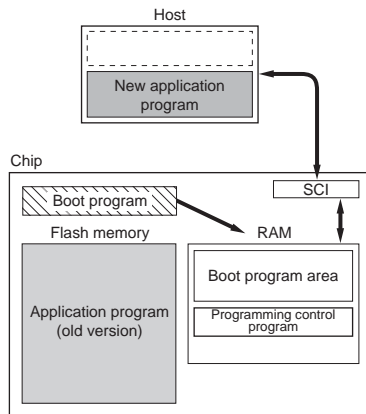 Host
New application
program
Chip
SCI
Boot program
Flash memory
RAM
Boot program area
Application program
(old version)
Programming control
program